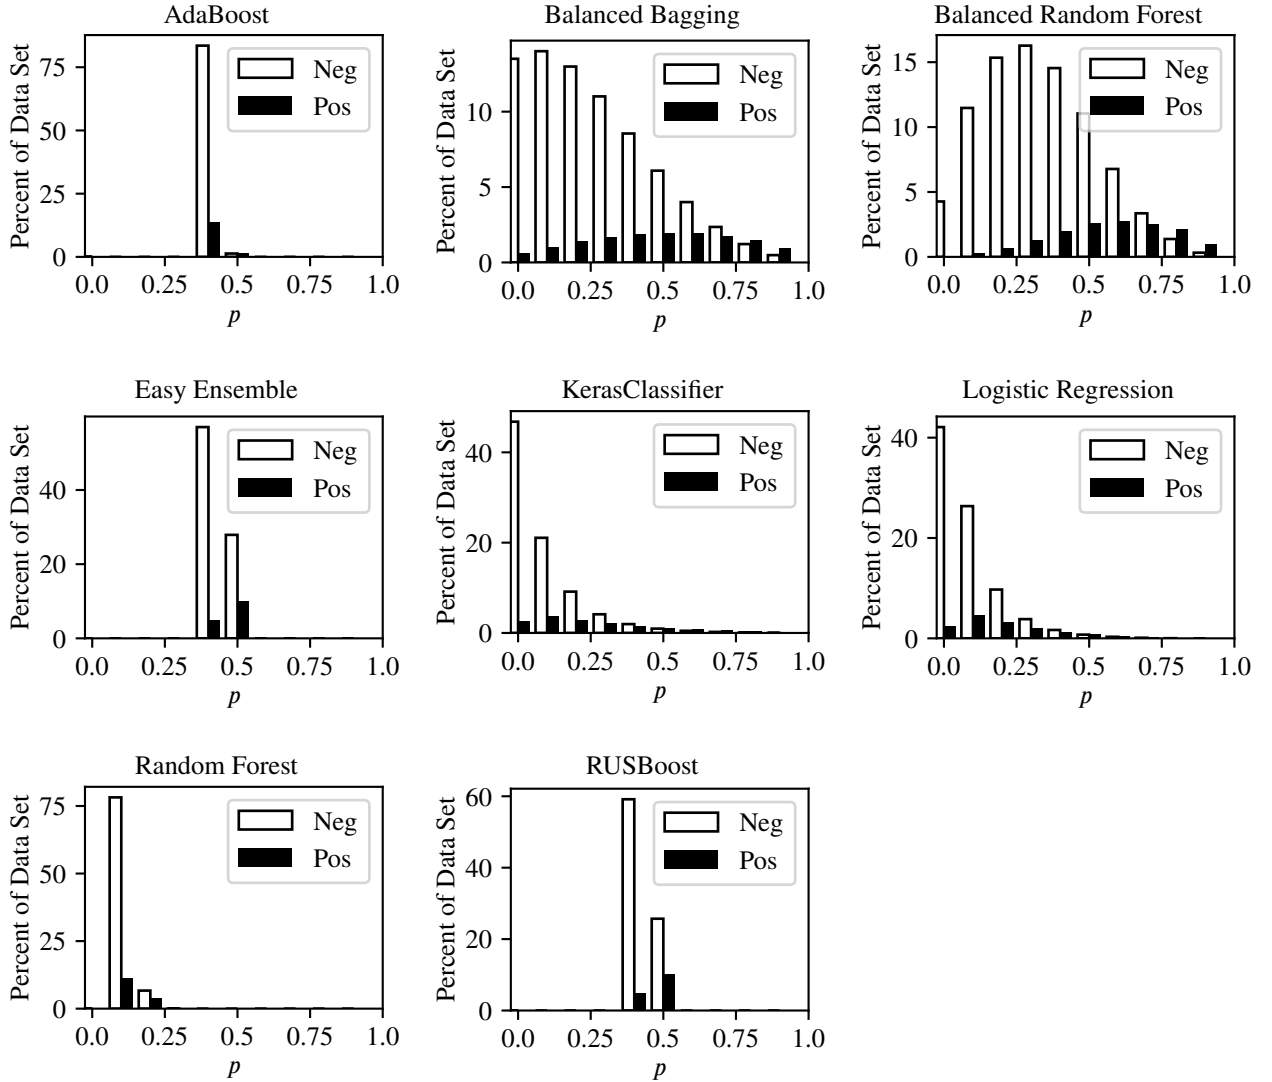 AdaBoost
Percent of Data Set
75
50
25
0
Neg
Pos
0.0 0.25 0.5 0.75 1.0
p
Balanced Bagging
Percent of Data Set
10
5
0
Neg
Pos
0.0 0.25 0.5 0.75 1.0
p
Balanced Random Forest
Percent of Data Set
15
10
5
0
Neg
Pos
0.0 0.25 0.5 0.75 1.0
p
Easy Ensemble
Percent of Data Set
40
20
0
Neg
Pos
0.0 0.25 0.5 0.75 1.0
p
KerasClassifier
Percent of Data Set
40
20
0
Neg
Pos
0.0 0.25 0.5 0.75 1.0
p
Logistic Regression
Percent of Data Set
40
20
0
Neg
Pos
0.0 0.25 0.5 0.75 1.0
p
Random Forest
Percent of Data Set
75
50
25
0
Neg
Pos
0.0 0.25 0.5 0.75 1.0
p
RUSBoost
Percent of Data Set
60
40
20
0
Neg
Pos
0.0 0.25 0.5 0.75 1.0
p